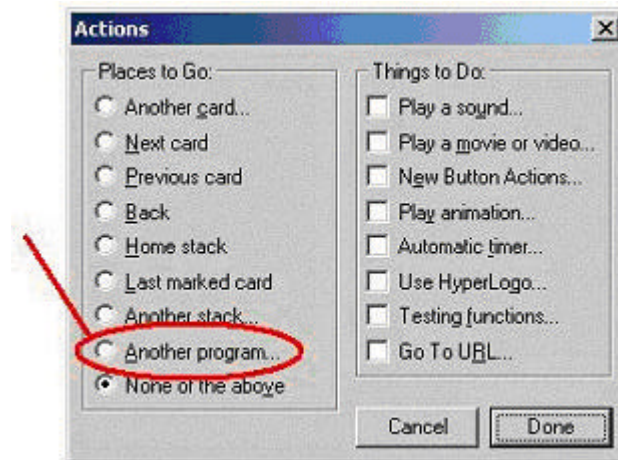 Actions
Places to Go:
Another card...
Next card
Previous card
Back
Home stack
Last marked card
Another stack...
Another program...
None of the above
Things to Do:
Play a sound...
Play a movie or video...
New Button Actions...
Play animation...
Automatic timer...
Use HyperLogo...
Testing functions...
Go To URL...
Cancel
Done